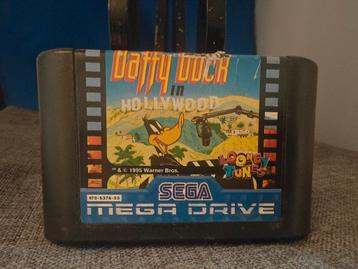 Daffy Duck
in
HOLLYWOOD
LOONEY
TUNES
™ & © 1995 Warner Bros.
SEGA
MEGA DRIVE